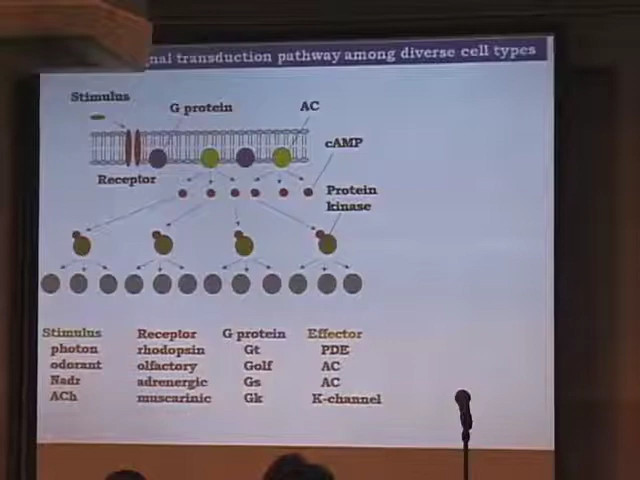 nal transduction pathway among diverse cell types
Stimulus
G protein
AC
cAMP
Receptor
Protein
kinase
Stimulus Receptor G protein Effector
photon rhodopsin Gt PDE
odorant olfactory Golf AC
Nadr adrenergic Gs AC
ACh muscarinic Gk K-channel